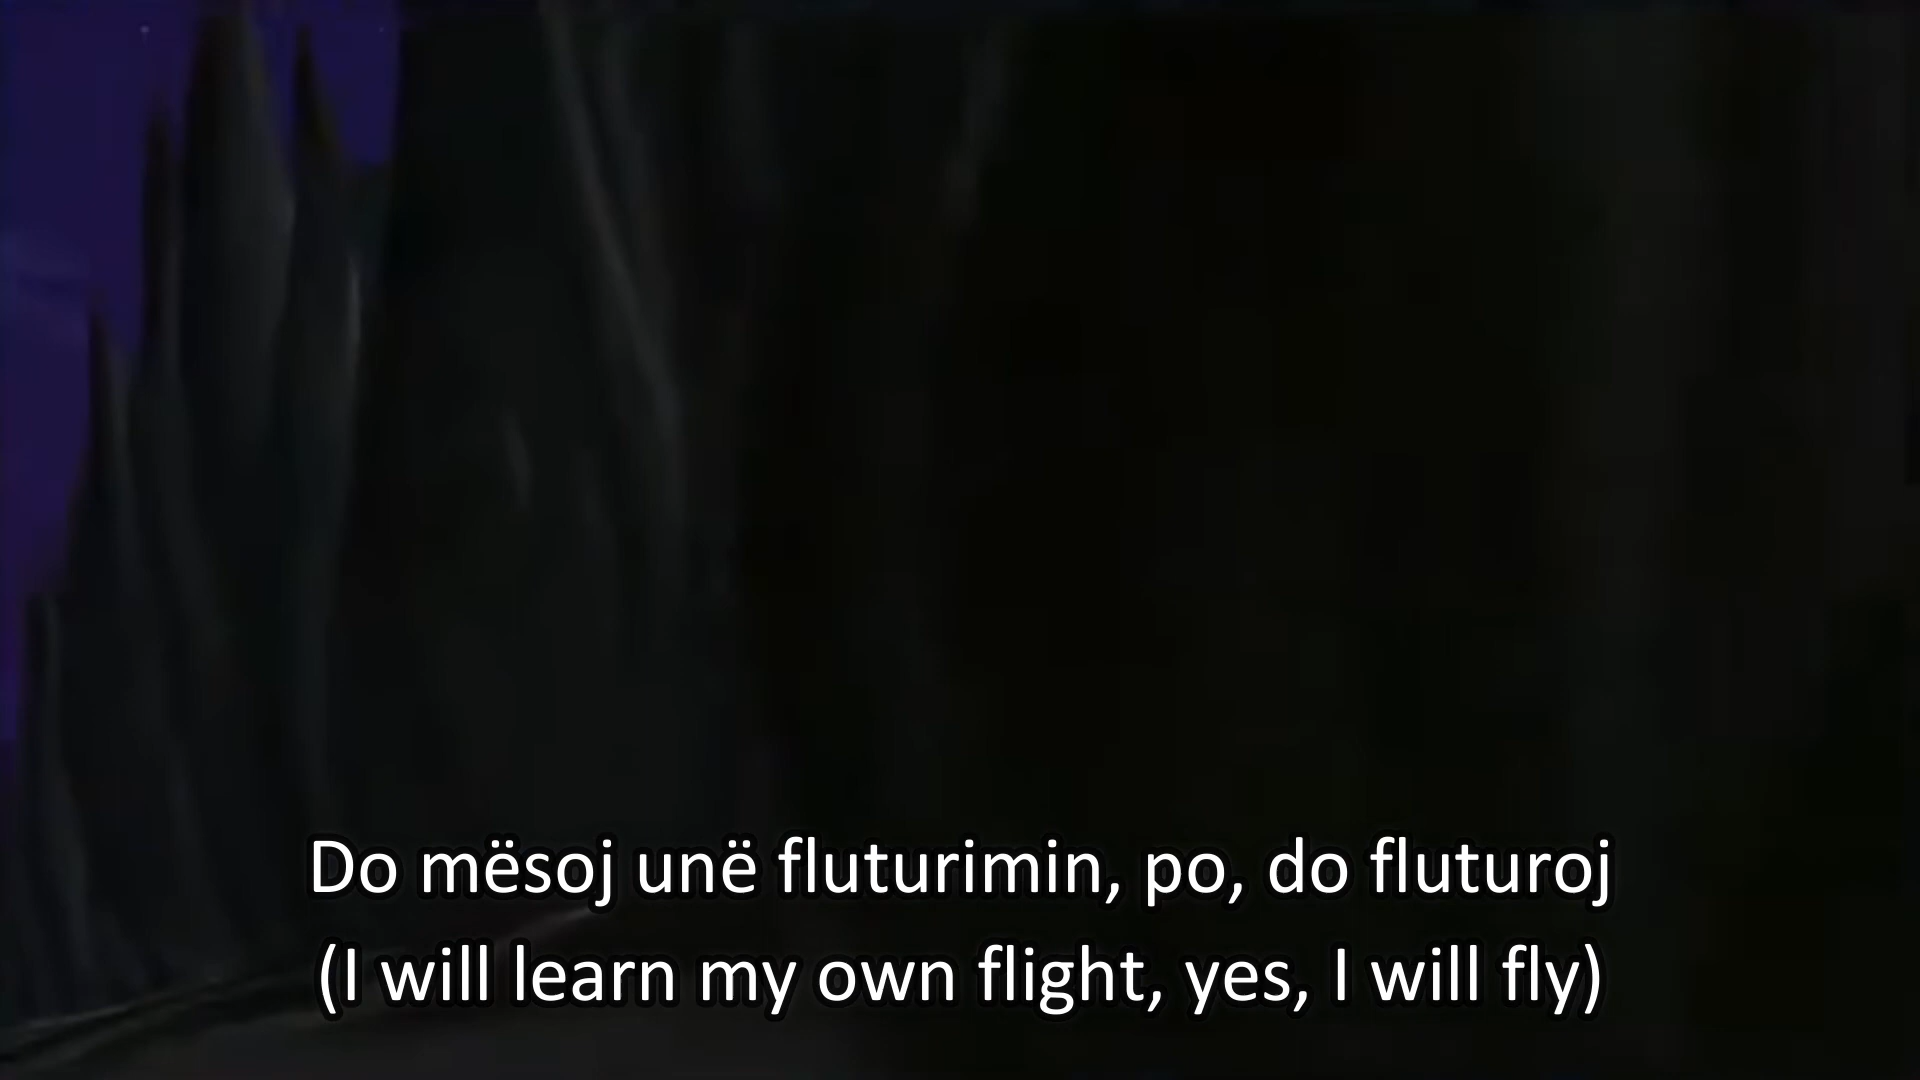 Do mësoj unë fluturimin, po, do fluturoj
(I will learn my own flight, yes, I will fly)